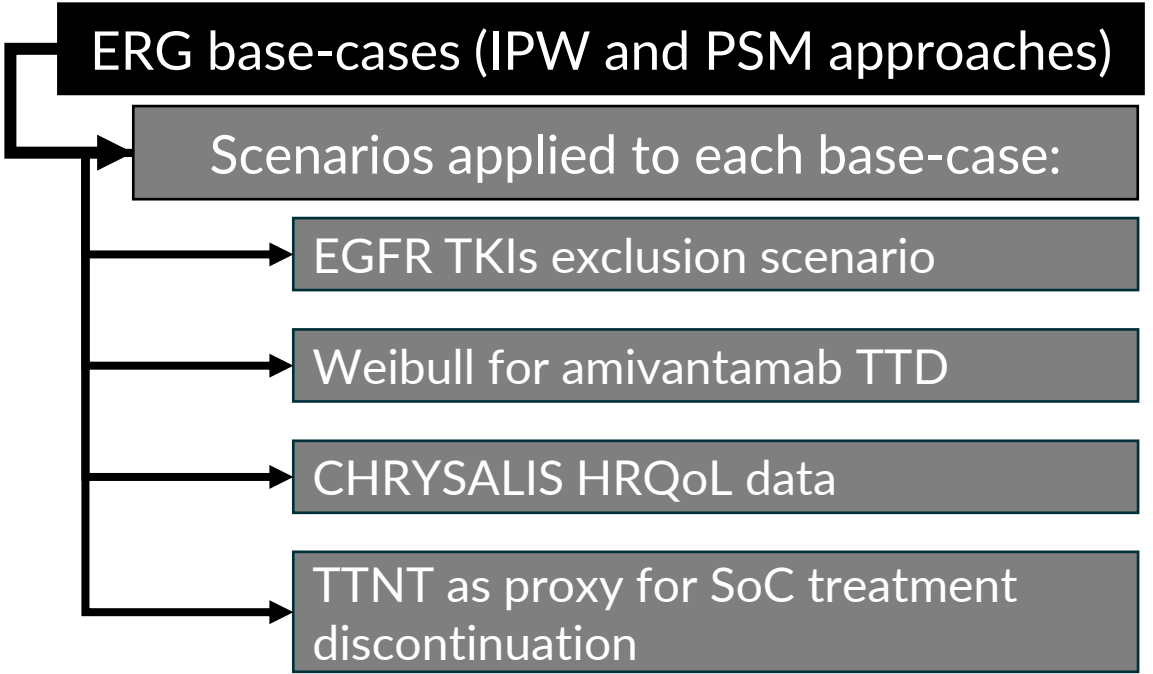 ERG base-cases (IPW and PSM approaches)
Scenarios applied to each base-case:
EGFR TKIs exclusion scenario
Weibull for amivantamab TTD
CHRYSALIS HRQoL data
TTNT as proxy for SoC treatment
discontinuation